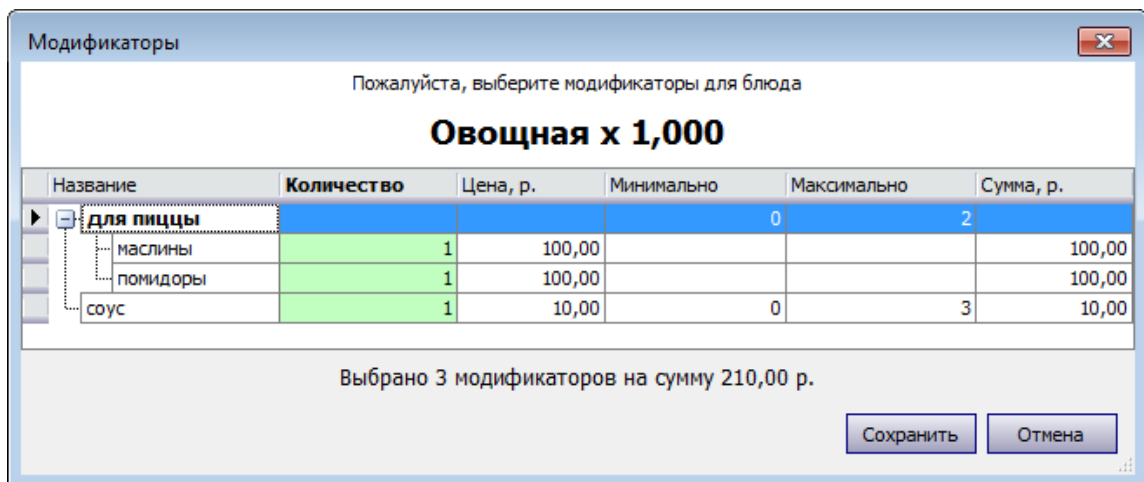 Модификаторы
Пожалуйста, выберите модификаторы для блюда
Овощная x 1,000
Название Количество Цена, р. Минимально Максимально Сумма, р.
для пиццы 0 2
маслины 1 100,00 100,00
помидоры 1 100,00 100,00
соус 1 10,00 0 3 10,00
Выбрано 3 модификаторов на сумму 210,00 р.
Сохранить Отмена